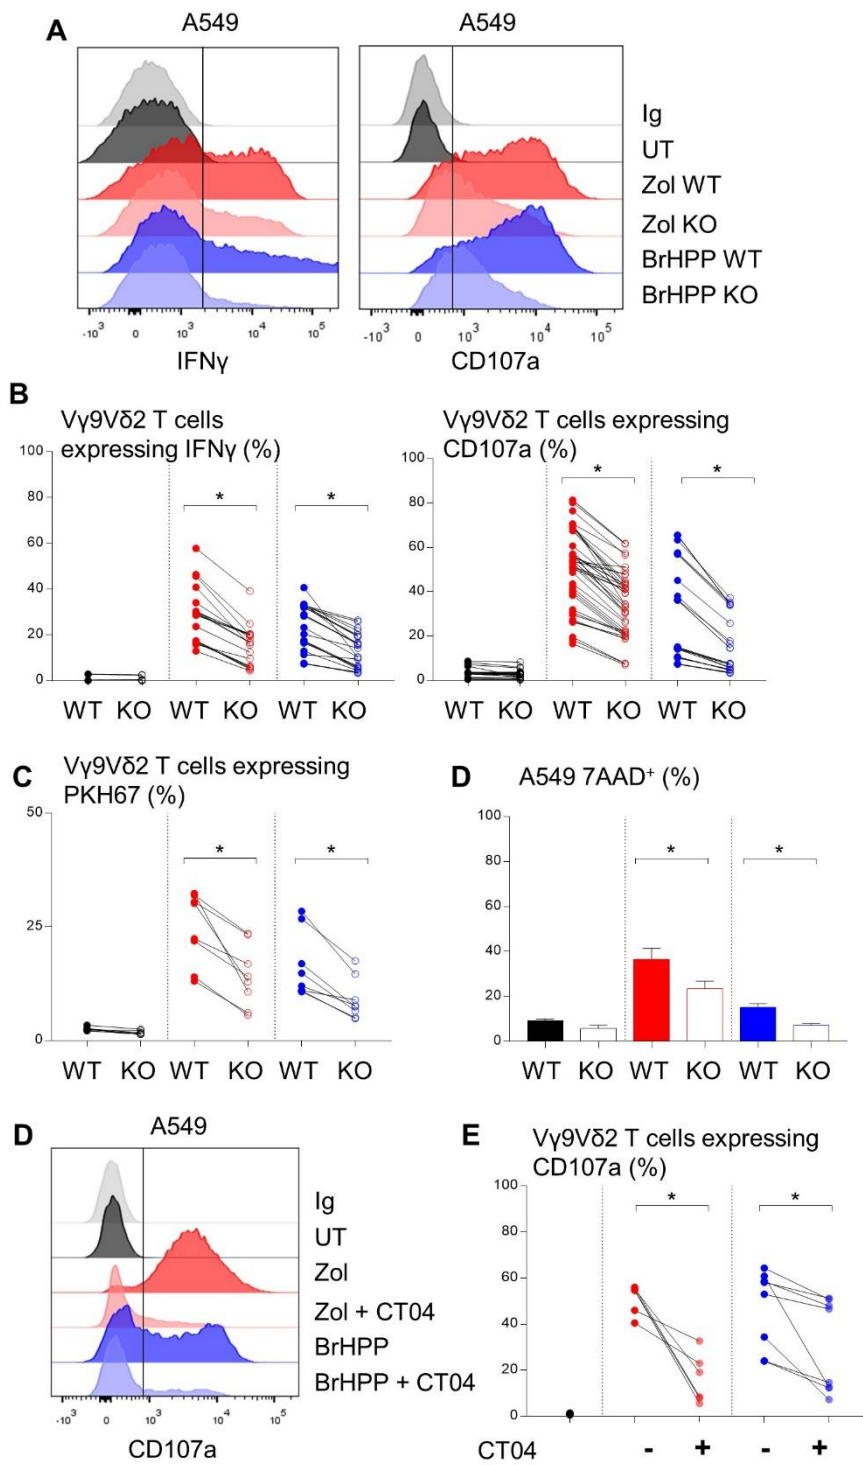 A
A549
A549
Ig
UT
Zol WT
Zol KO
BrHPP WT
BrHPP KO
-10³ 0 10³ 10⁴ 10⁵
-10³ 0 10³ 10⁴ 10⁵
IFNγ
CD107a
B
Vγ9Vδ2 T cells
expressing IFNγ (%)
Vγ9Vδ2 T cells expressing
CD107a (%)
100
80
60
40
20
0
* *
WT KO WT KO WT KO
100
80
60
40
20
0
* *
WT KO WT KO WT KO
C
Vγ9Vδ2 T cells expressing
PKH67 (%)
50
25
0
* *
WT KO WT KO WT KO
D
A549 7AAD⁺ (%)
100
80
60
40
20
0
* *
WT KO WT KO WT KO
D
A549
Ig
UT
Zol
Zol + CT04
BrHPP
BrHPP + CT04
-10³ 0 10³ 10⁴ 10⁵
CD107a
E
Vγ9Vδ2 T cells expressing
CD107a (%)
100
80
60
40
20
0
* *
CT04 - + - +